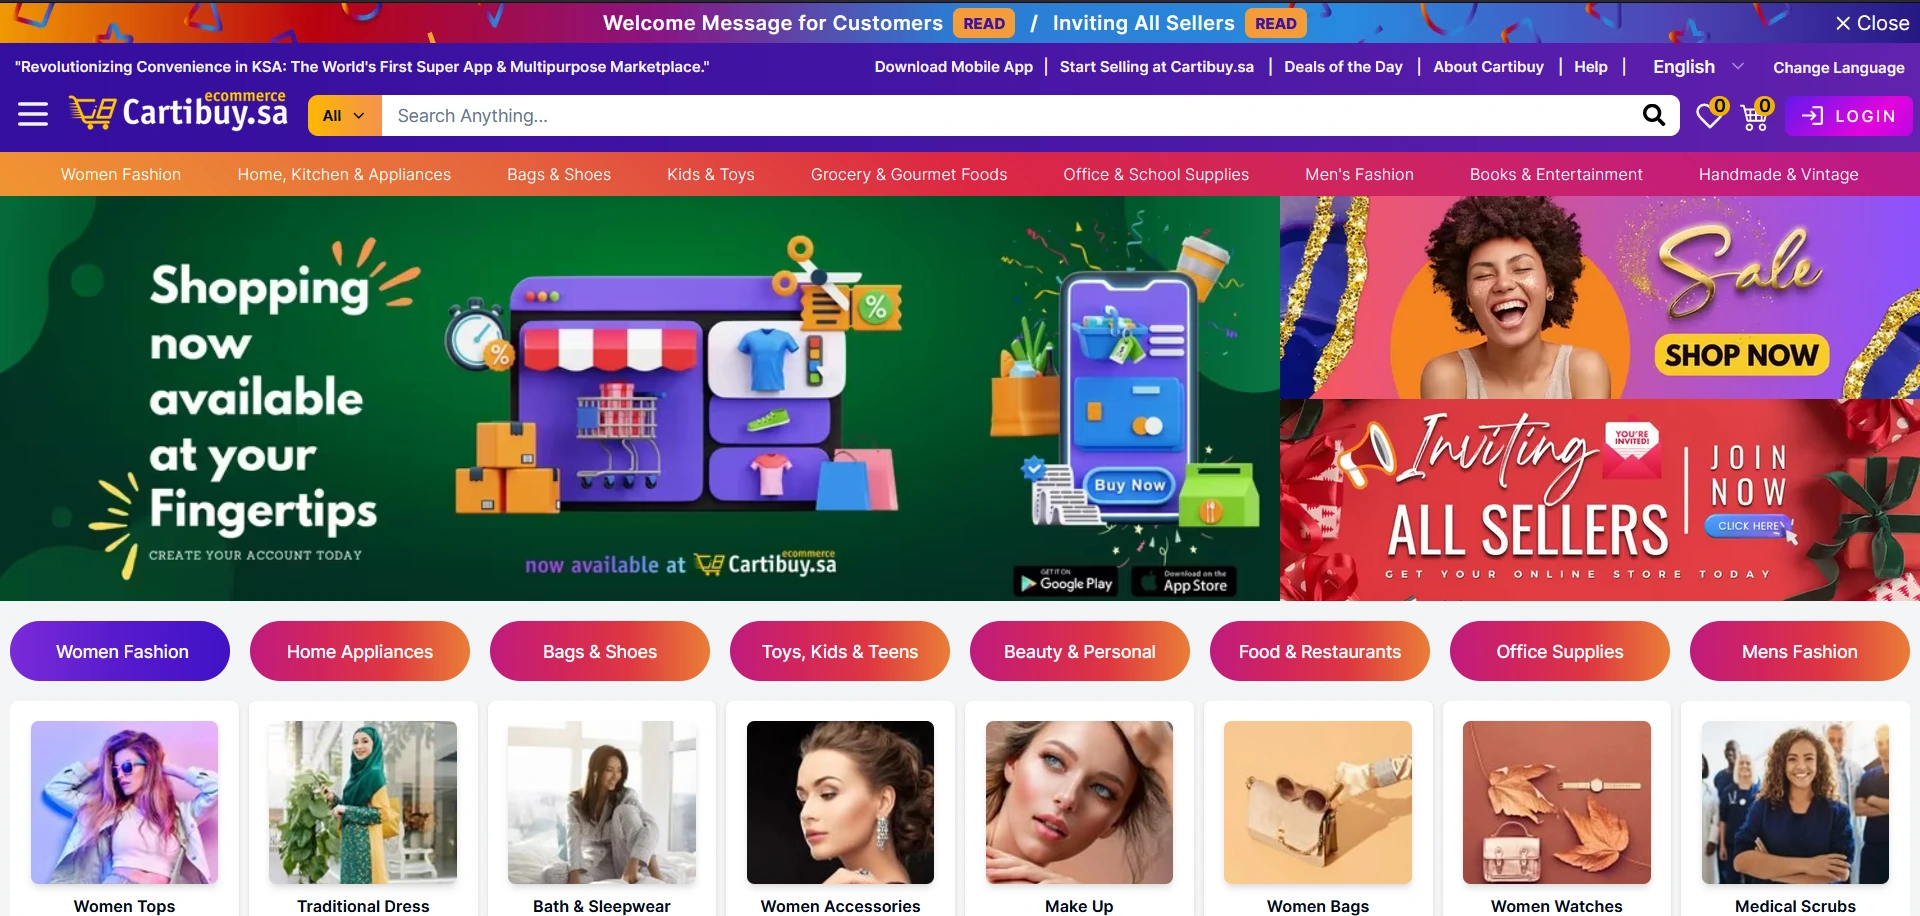 Welcome Message for Customers READ / Inviting All Sellers READ
Close
"Revolutionizing Convenience in KSA: The World's First Super App & Multipurpose Marketplace."
Download Mobile App | Start Selling at Cartibuy.sa | Deals of the Day | About Cartibuy | Help | English Change Language
ecommerce
Cartibuy.sa
All
Search Anything...
0
0
LOGIN
Women Fashion
Home, Kitchen & Appliances
Bags & Shoes
Kids & Toys
Grocery & Gourmet Foods
Office & School Supplies
Men's Fashion
Books & Entertainment
Handmade & Vintage
Shopping
now
available
at your
Fingertips
CREATE YOUR ACCOUNT TODAY
%
%
Buy Now
now available at Cartibuy.sa
ecommerce
GET IT ON
Google Play
Download on the
App Store
Sale
SHOP NOW
Inviting
YOU'RE
INVITED!
ALL SELLERS
JOIN
NOW
CLICK HERE
GET YOUR ONLINE STORE TODAY
Women Fashion
Home Appliances
Bags & Shoes
Toys, Kids & Teens
Beauty & Personal
Food & Restaurants
Office Supplies
Mens Fashion
Women Tops
Traditional Dress
Bath & Sleepwear
Women Accessories
Make Up
Women Bags
Women Watches
Medical Scrubs